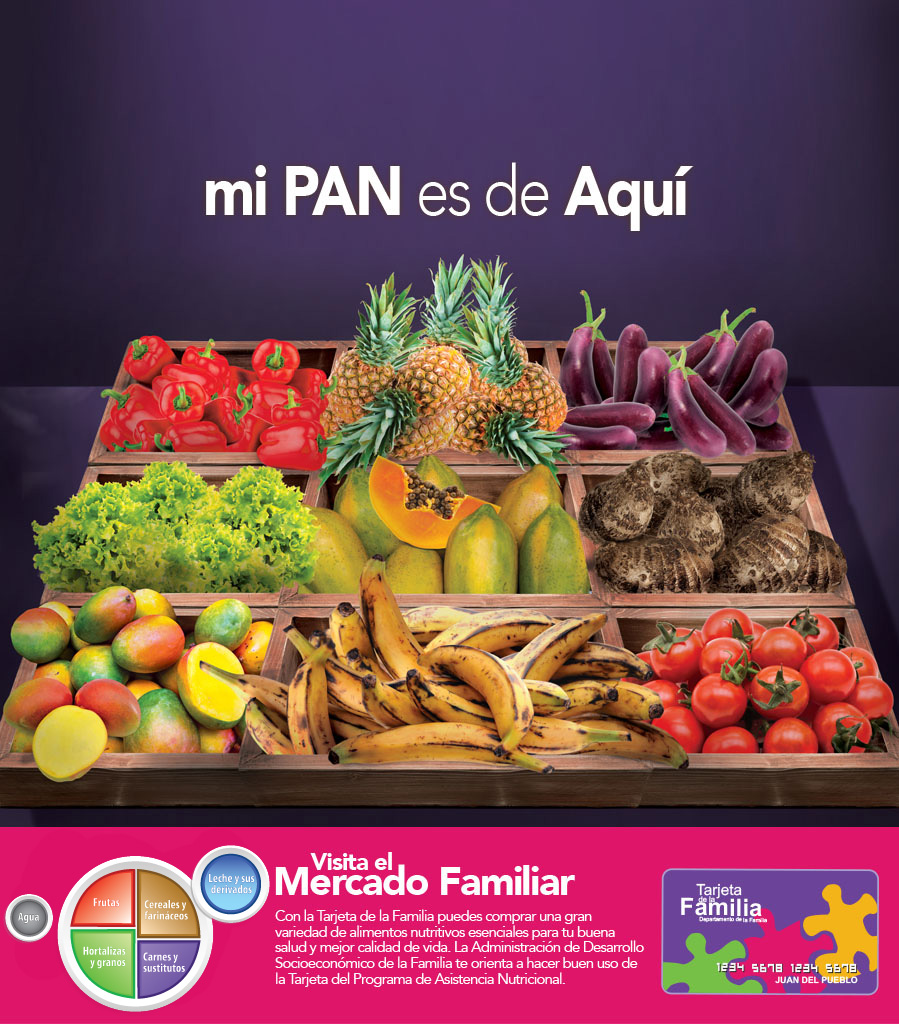 mi PAN es de Aquí
Visita el
Mercado Familiar
Con la Tarjeta de la Familia puedes comprar una gran
variedad de alimentos nutritivos esenciales para tu buena
salud y mejor calidad de vida. La Administración de Desarrollo
Socioeconómico de la Familia te orienta a hacer buen uso de
la Tarjeta del Programa de Asistencia Nutricional.
Agua
Frutas
Cereales y
farináceos
Hortalizas
y granos
Carnes y
sustitutos
Leche y sus
derivados
Tarjeta
de la
Familia
Departamento de la Familia
1234 5678 1234 5678
JUAN DEL PUEBLO